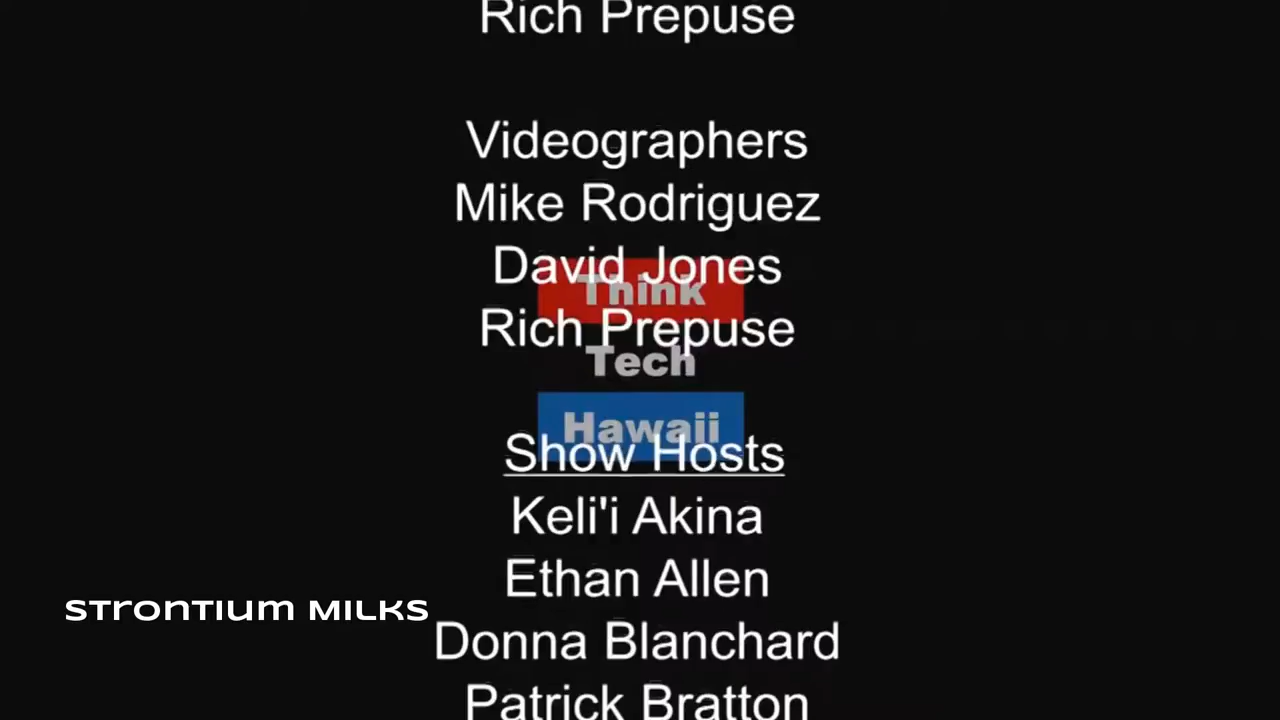 Rich Prepuse
Videographers
Mike Rodriguez
David Jones
Think
Rich Prepuse
Tech
Hawaii
Show Hosts
Keli'i Akina
Ethan Allen
Strontium Milks
Donna Blanchard
Patrick Bratton